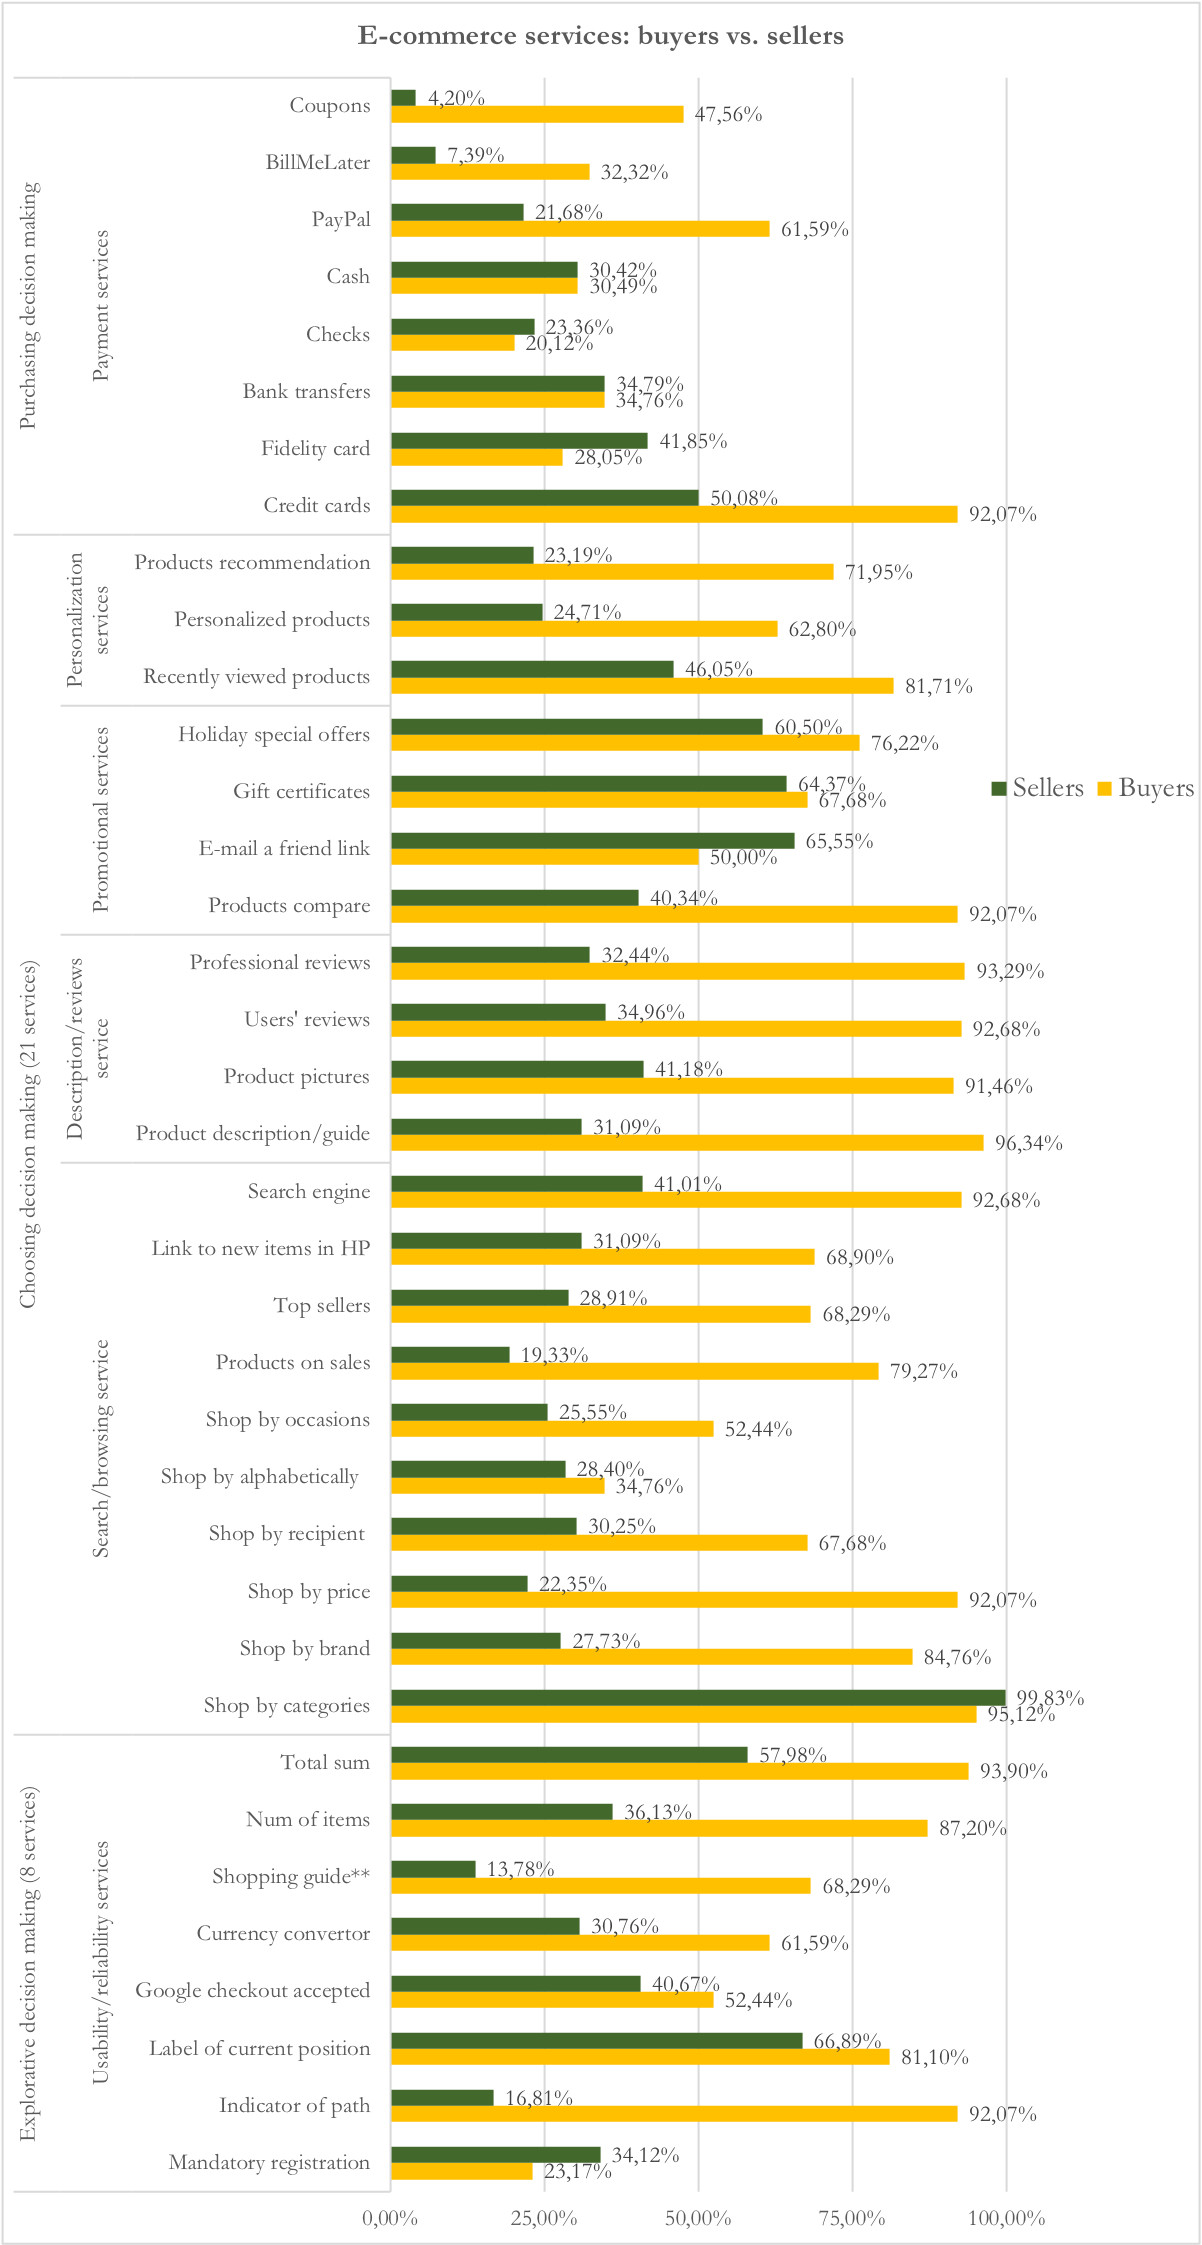 E-commerce services: buyers vs. sellers
Purchasing decision making
Payment services
Coupons
4,20%
47,56%
BillMeLater
7,39%
32,32%
PayPal
21,68%
61,59%
Cash
30,42%
30,49%
Checks
23,36%
20,12%
Bank transfers
34,79%
34,76%
Fidelity card
41,85%
28,05%
Credit cards
50,08%
92,07%
Choosing decision making (21 services)
Personalization
services
Products recommendation
23,19%
71,95%
Personalized products
24,71%
62,80%
Recently viewed products
46,05%
81,71%
Promotional services
Holiday special offers
60,50%
76,22%
Gift certificates
64,37%
67,68%
E-mail a friend link
65,55%
50,00%
Products compare
40,34%
92,07%
Sellers
Buyers
Description/reviews
service
Professional reviews
32,44%
93,29%
Users' reviews
34,96%
92,68%
Product pictures
41,18%
91,46%
Product description/guide
31,09%
96,34%
Search/browsing service
Search engine
41,01%
92,68%
Link to new items in HP
31,09%
68,90%
Top sellers
28,91%
68,29%
Products on sales
19,33%
79,27%
Shop by occasions
25,55%
52,44%
Shop by alphabetically
28,40%
34,76%
Shop by recipient
30,25%
67,68%
Shop by price
22,35%
92,07%
Shop by brand
27,73%
84,76%
Shop by categories
99,83%
95,12%
Explorative decision making (8 services)
Usability/reliability services
Total sum
57,98%
93,90%
Num of items
36,13%
87,20%
Shopping guide**
13,78%
68,29%
Currency convertor
30,76%
61,59%
Google checkout accepted
40,67%
52,44%
Label of current position
66,89%
81,10%
Indicator of path
16,81%
92,07%
Mandatory registration
34,12%
23,17%
0,00%
25,00%
50,00%
75,00%
100,00%